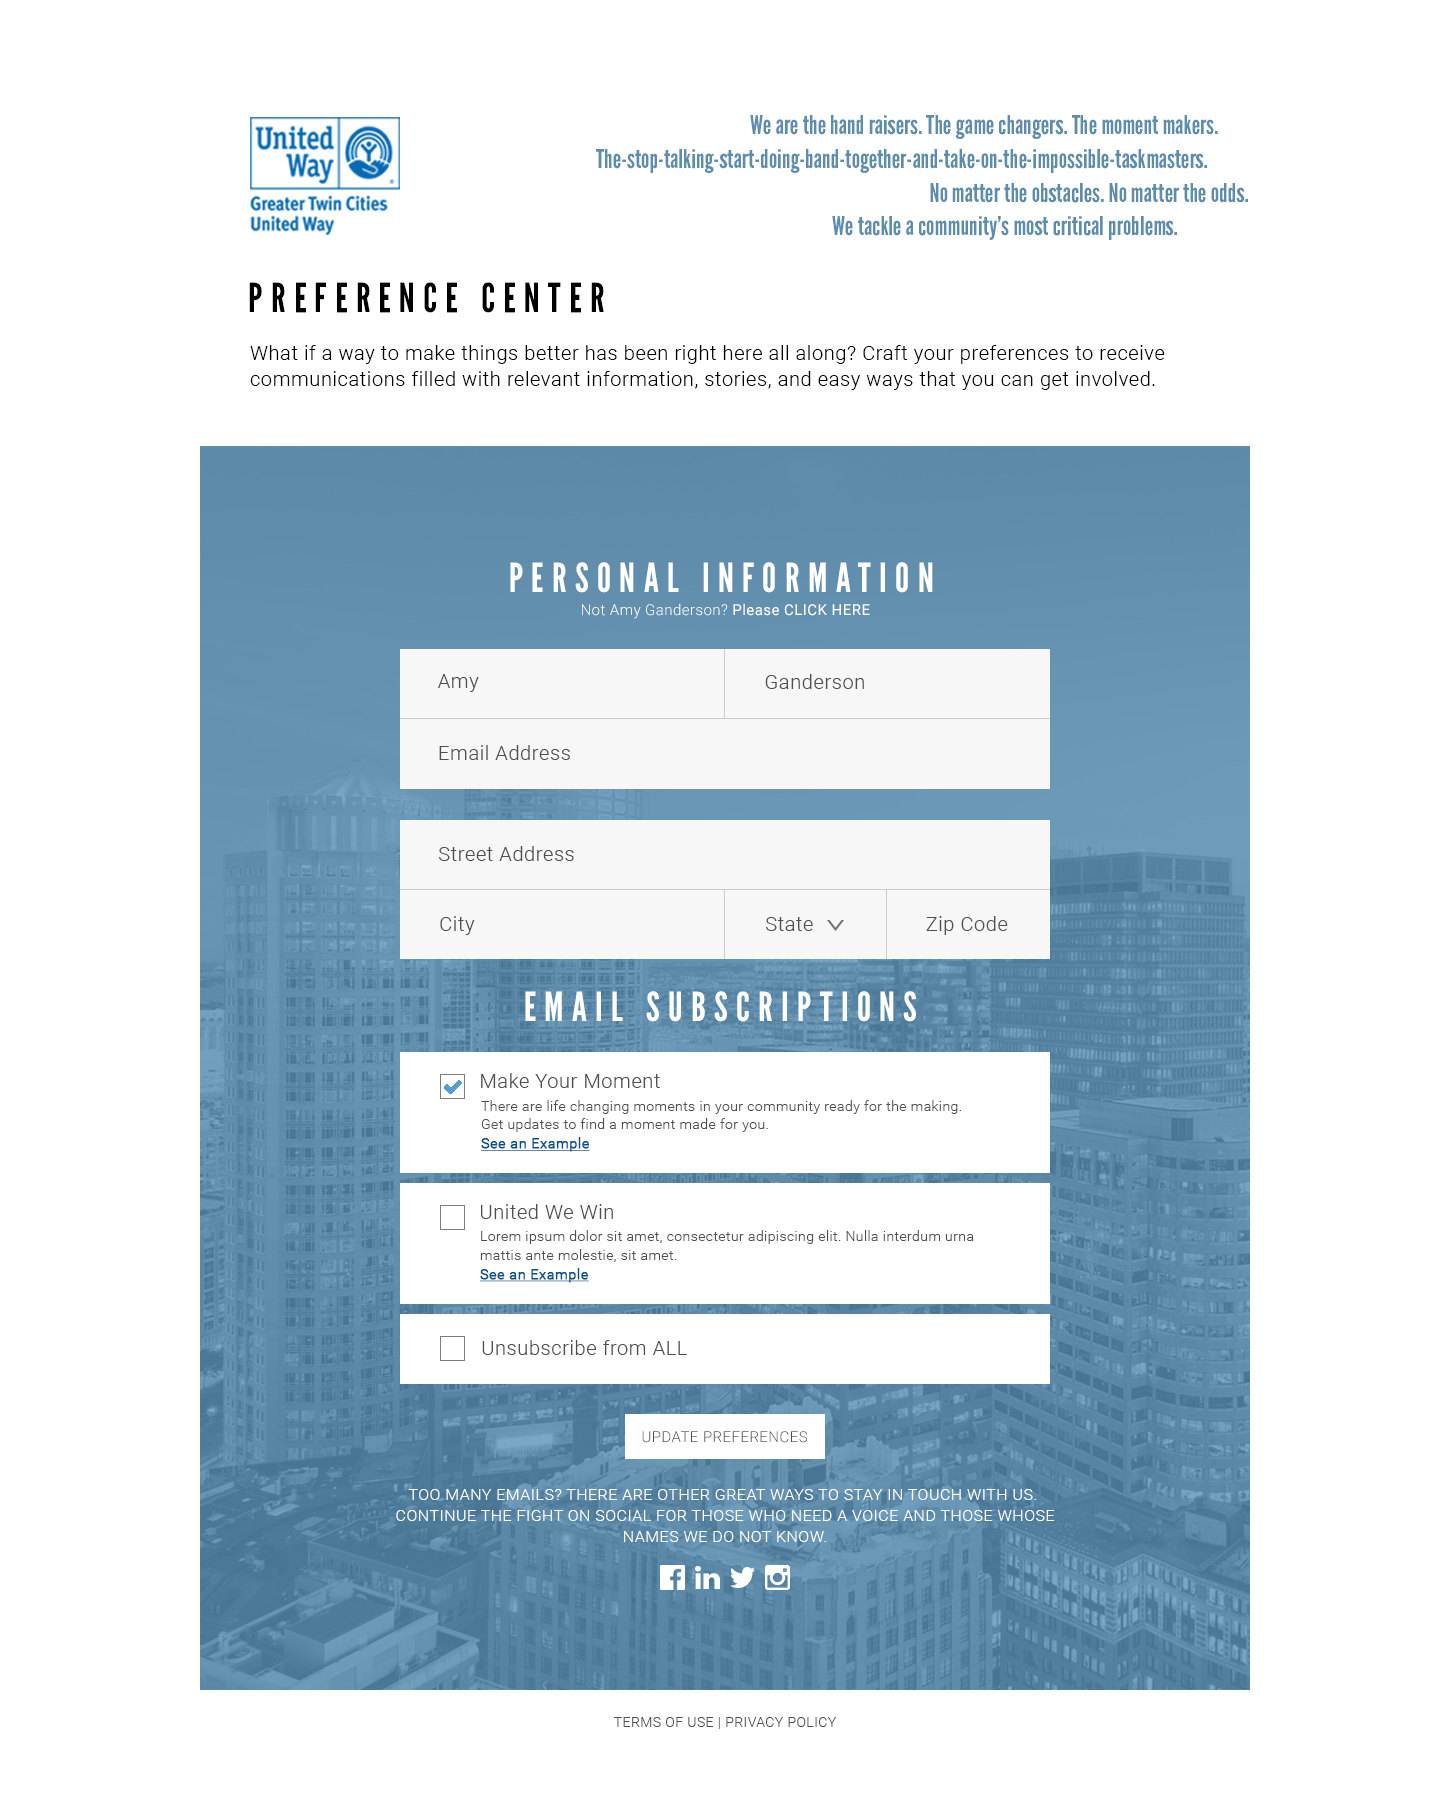 United
Way
Greater Twin Cities
United Way
We are the hand raisers. The game changers. The moment makers.
The-stop-talking-start-doing-band-together-and-take-on-the-impossible-taskmasters.
No matter the obstacles. No matter the odds.
We tackle a community's most critical problems.
PREFERENCE CENTER
What if a way to make things better has been right here all along? Craft your preferences to receive
communications filled with relevant information, stories, and easy ways that you can get involved.
PERSONAL INFORMATION
Not Amy Ganderson? Please CLICK HERE
Amy Ganderson
Email Address
Street Address
City State Zip Code
EMAIL SUBSCRIPTIONS
Make Your Moment
There are life changing moments in your community ready for the making.
Get updates to find a moment made for you.
See an Example
United We Win
Lorem ipsum dolor sit amet, consectetur adipiscing elit. Nulla interdum urna
mattis ante molestie, sit amet.
See an Example
Unsubscribe from ALL
UPDATE PREFERENCES
TOO MANY EMAILS? THERE ARE OTHER GREAT WAYS TO STAY IN TOUCH WITH US.
CONTINUE THE FIGHT ON SOCIAL FOR THOSE WHO NEED A VOICE AND THOSE WHOSE
NAMES WE DO NOT KNOW.
TERMS OF USE | PRIVACY POLICY